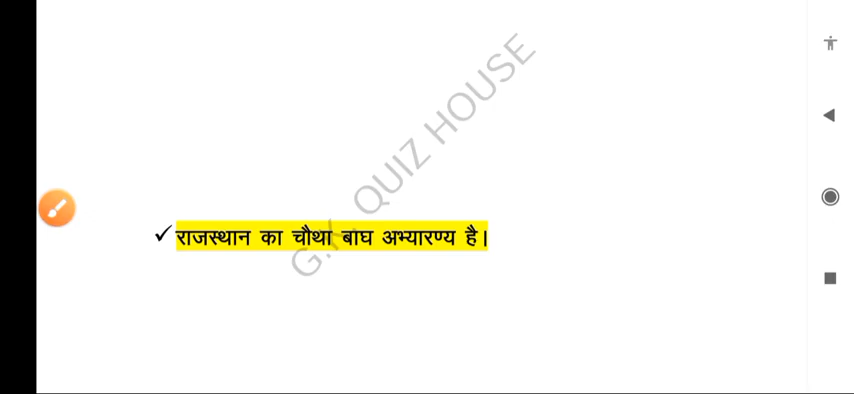 G.K. QUIZ HOUSE
✓ राजस्थान का चौथा बाघ अभ्यारण्य है।